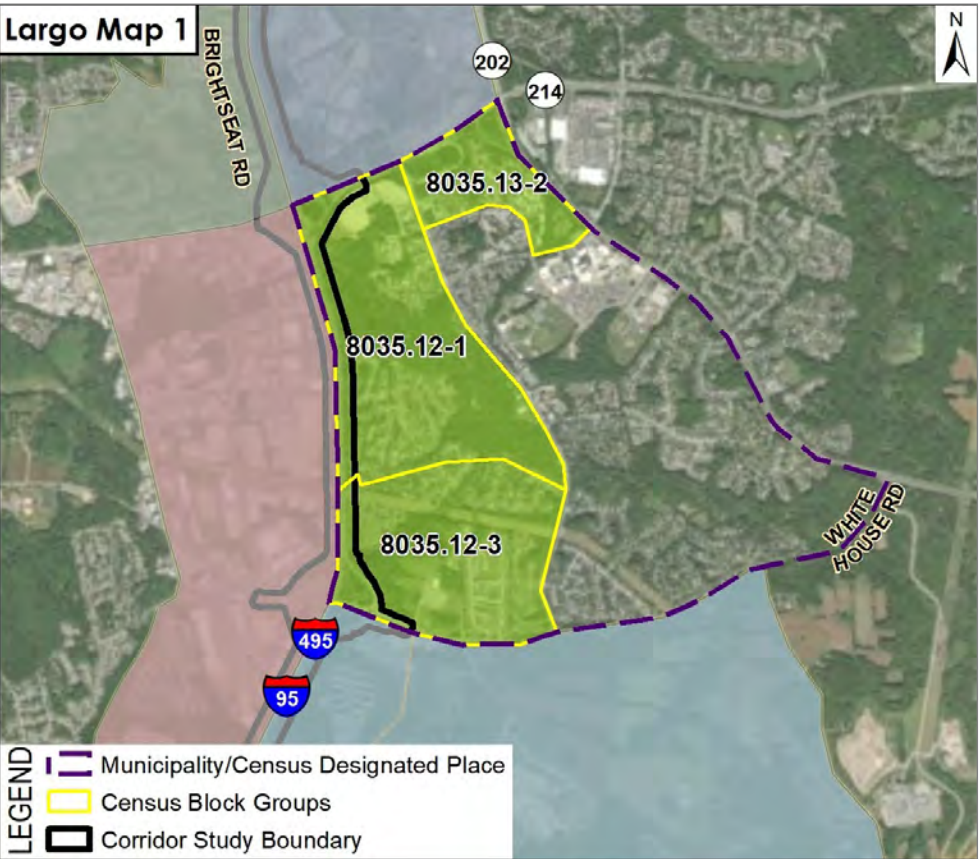 Largo Map 1
N
BRIGHTSEAT RD
202
214
8035.13-2
8035.12-1
8035.12-3
WHITE
HOUSE RD
495
95
LEGEND
Municipality/Census Designated Place
Census Block Groups
Corridor Study Boundary